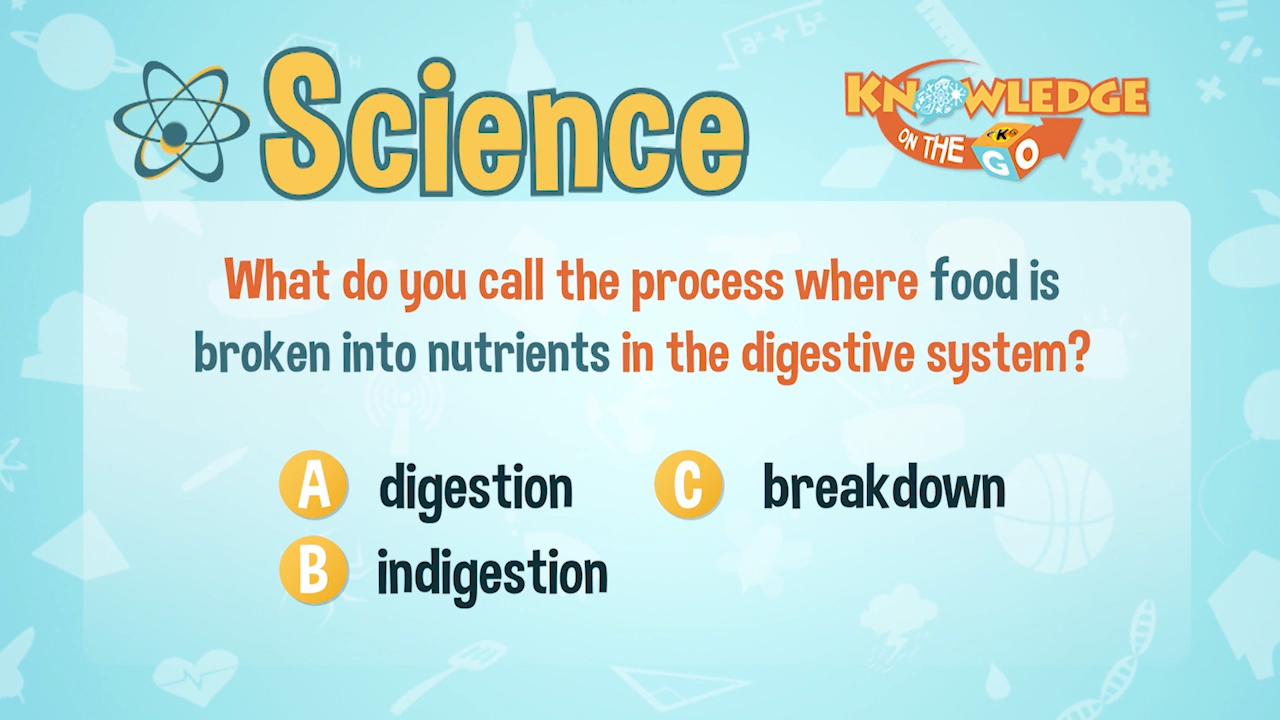 Science
KNOWLEDGE
ON THE GO
CKO
What do you call the process where food is
broken into nutrients in the digestive system?
A digestion
C breakdown
B indigestion